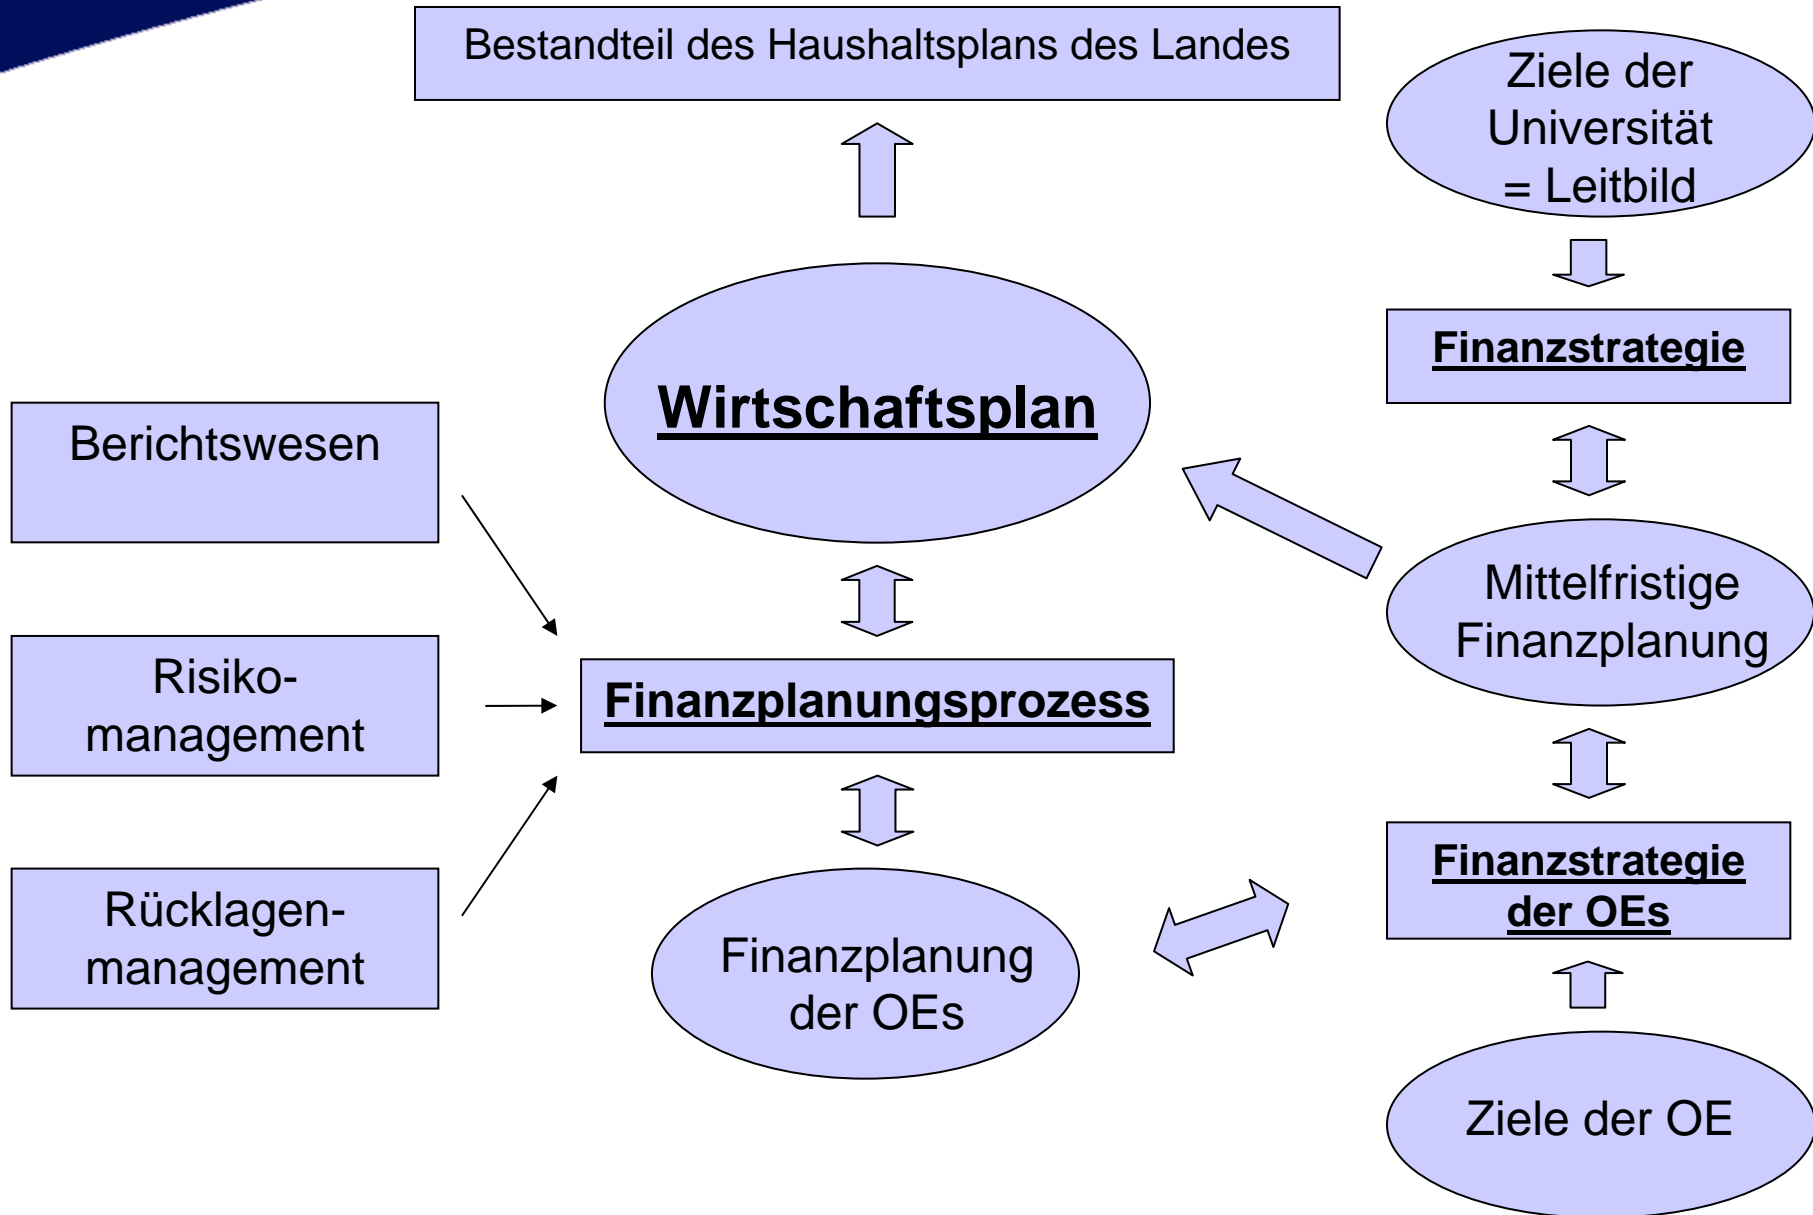 Bestandteil des Haushaltsplans des Landes
Ziele der
Universität
= Leitbild
Finanzstrategie
Wirtschaftsplan
Berichtswesen
Mittelfristige
Finanzplanung
Risiko-
management
Finanzplanungsprozess
Finanzstrategie
der OEs
Rücklagen-
management
Finanzplanung
der OEs
Ziele der OE